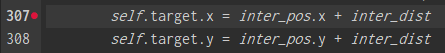 307 self.target.x = inter_pos.x + inter_dist
308 self.target.y = inter_pos.y + inter_dist